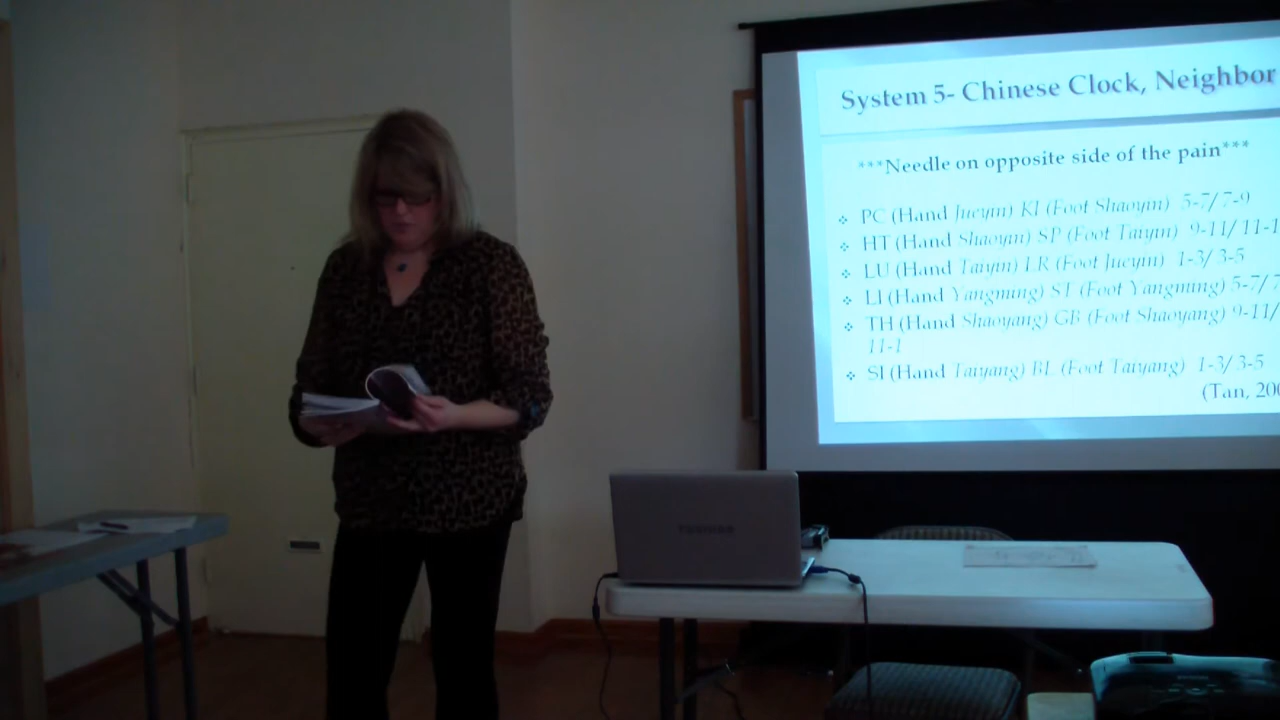 System 5- Chinese Clock, Neighbor
***Needle on opposite side of the pain***
❖ PC (Hand Jueyin) KI (Foot Shaoyin) 5-7/7-9
❖ HT (Hand Shaoyin) SP (Foot Taiyin) 9-11/11-1
❖ LU (Hand Taiyin) LR (Foot Jueyin) 1-3/3-5
❖ LI (Hand Yangming) ST (Foot Yangming) 5-7/7
❖ TH (Hand Shaoyang) GB (Foot Shaoyang) 9-11/
11-1
❖ SI (Hand Taiyang) BL (Foot Taiyang) 1-3/3-5
(Tan, 200
TOSHIBA